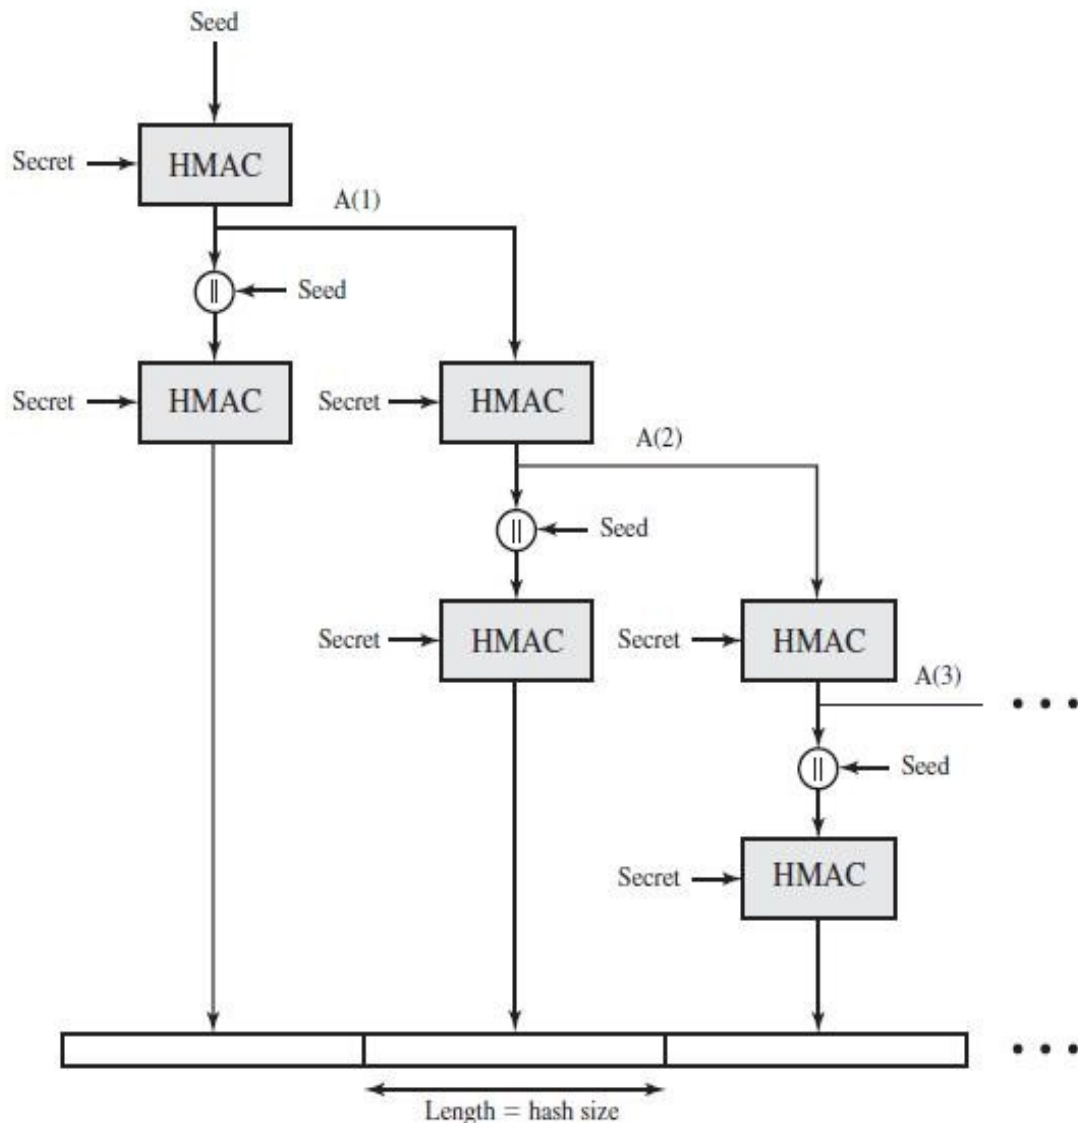 Seed
Secret
HMAC
A(1)
||
Seed
Secret
HMAC
Secret
HMAC
A(2)
||
Seed
Secret
HMAC
Secret
HMAC
A(3)
• • •
||
Seed
Secret
HMAC
• • •
Length = hash size